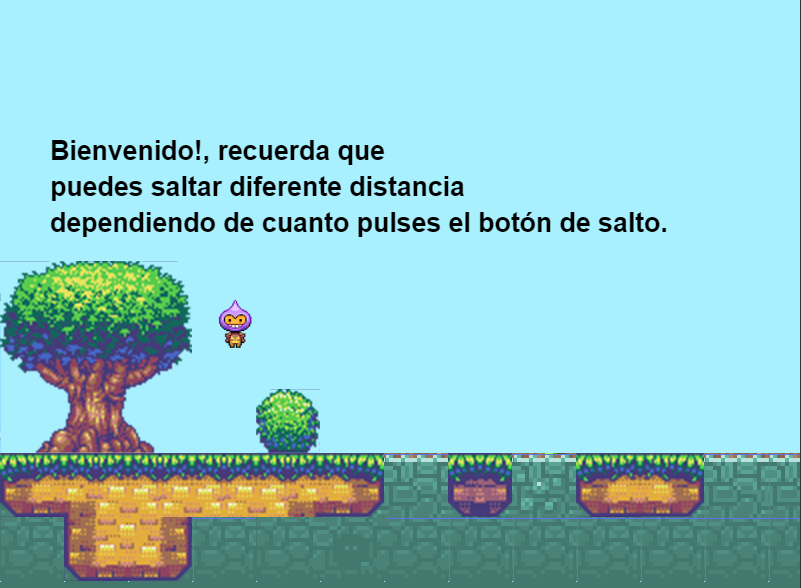 Bienvenido!, recuerda que
puedes saltar diferente distancia
dependiendo de cuanto pulses el botón de salto.